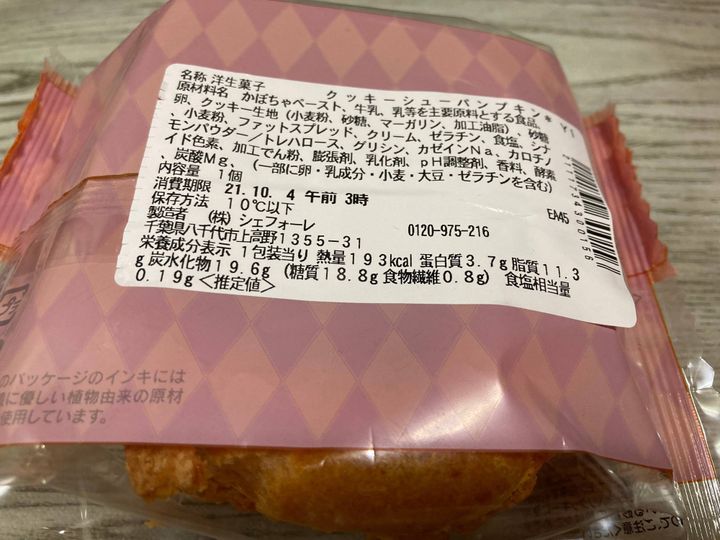 名称 洋生菓子
クッキーシューパンプキン* Y1
原材料名 かぼちゃペースト、牛乳、乳等を主要原料とする食品、
卵、クッキー生地（小麦粉、砂糖、マーガリン、加工油脂）、砂糖
、小麦粉、ファットスプレッド、クリーム、ゼラチン、食塩、シナ
モンパウダー／トレハロース、グリシン、カゼインNa、カロチノ
イド色素、加工でん粉、膨張剤、乳化剤、pH調整剤、香料、酵素
、炭酸Mg、（一部に卵・乳成分・小麦・大豆・ゼラチンを含む）
内容量 1個
消費期限 21.10. 4 午前 3時
保存方法 10℃以下
EA45
製造者 （株）シェフォーレ 0120-975-216
千葉県八千代市上高野1355-31
栄養成分表示 1包装当り 熱量193kcal 蛋白質3.7g 脂質11.3
g 炭水化物19.6g （糖質18.8g 食物繊維0.8g） 食塩相当量
0.19g <推定値>
のパッケージのインキには
に優しい植物由来の原材
使用しています。